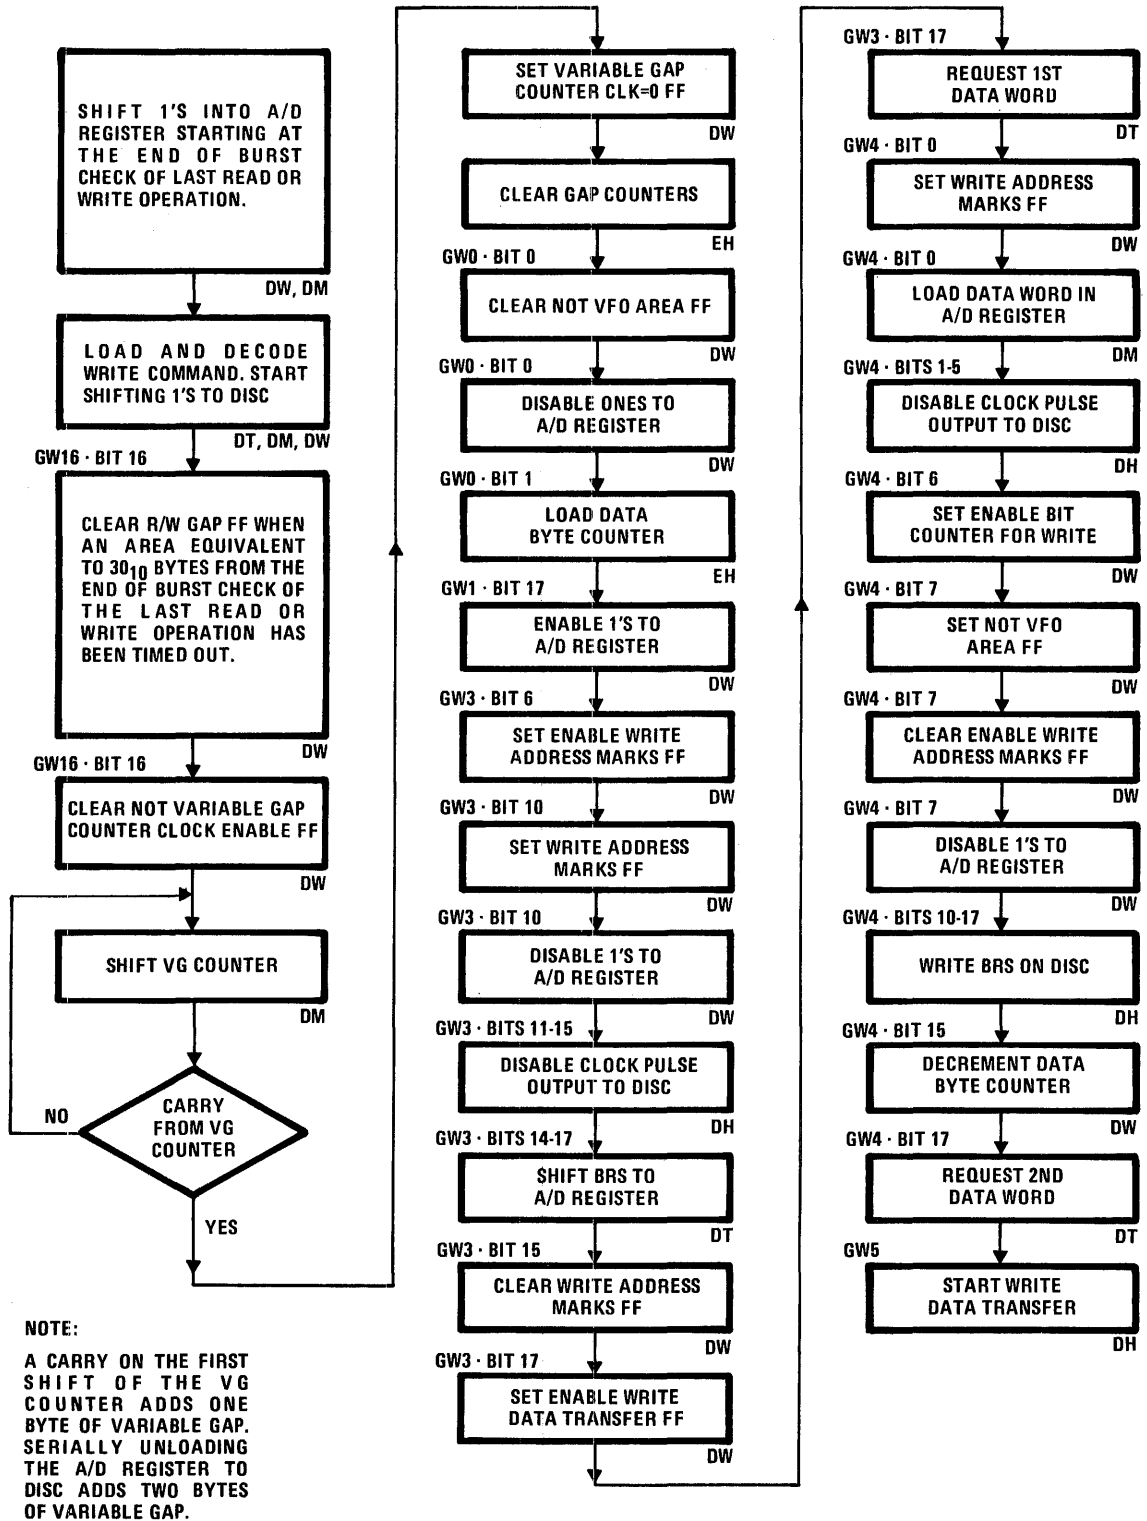 SHIFT 1'S INTO A/D
REGISTER STARTING AT
THE END OF BURST
CHECK OF LAST READ OR
WRITE OPERATION.
DW, DM
LOAD AND DECODE
WRITE COMMAND. START
SHIFTING 1'S TO DISC
DT, DM, DW
GW16 · BIT 16
CLEAR R/W GAP FF WHEN
AN AREA EQUIVALENT
TO 30₁₀ BYTES FROM THE
END OF BURST CHECK OF
THE LAST READ OR
WRITE OPERATION HAS
BEEN TIMED OUT.
DW
GW16 · BIT 16
CLEAR NOT VARIABLE GAP
COUNTER CLOCK ENABLE FF
DW
SHIFT VG COUNTER
DM
CARRY
FROM VG
COUNTER
NO
YES
NOTE:
A CARRY ON THE FIRST
SHIFT OF THE VG
COUNTER ADDS ONE
BYTE OF VARIABLE GAP.
SERIALLY UNLOADING
THE A/D REGISTER TO
DISC ADDS TWO BYTES
OF VARIABLE GAP.
SET VARIABLE GAP
COUNTER CLK=0 FF
DW
CLEAR GAP COUNTERS
EH
GW0 · BIT 0
CLEAR NOT VFO AREA FF
DW
GW0 · BIT 0
DISABLE ONES TO
A/D REGISTER
DW
GW0 · BIT 1
LOAD DATA
BYTE COUNTER
EH
GW1 · BIT 17
ENABLE 1'S TO
A/D REGISTER
DW
GW3 · BIT 6
SET ENABLE WRITE
ADDRESS MARKS FF
DW
GW3 · BIT 10
SET WRITE ADDRESS
MARKS FF
DW
GW3 · BIT 10
DISABLE 1'S TO
A/D REGISTER
DW
GW3 · BITS 11-15
DISABLE CLOCK PULSE
OUTPUT TO DISC
DH
GW3 · BITS 14-17
SHIFT BRS TO
A/D REGISTER
DT
GW3 · BIT 15
CLEAR WRITE ADDRESS
MARKS FF
DW
GW3 · BIT 17
SET ENABLE WRITE
DATA TRANSFER FF
DW
GW3 · BIT 17
REQUEST 1ST
DATA WORD
DT
GW4 · BIT 0
SET WRITE ADDRESS
MARKS FF
DW
GW4 · BIT 0
LOAD DATA WORD IN
A/D REGISTER
DM
GW4 · BITS 1-5
DISABLE CLOCK PULSE
OUTPUT TO DISC
DH
GW4 · BIT 6
SET ENABLE BIT
COUNTER FOR WRITE
DW
GW4 · BIT 7
SET NOT VFO
AREA FF
DW
GW4 · BIT 7
CLEAR ENABLE WRITE
ADDRESS MARKS FF
DW
GW4 · BIT 7
DISABLE 1'S TO
A/D REGISTER
DW
GW4 · BITS 10-17
WRITE BRS ON DISC
DH
GW4 · BIT 15
DECREMENT DATA
BYTE COUNTER
DW
GW4 · BIT 17
REQUEST 2ND
DATA WORD
DT
GW5
START WRITE
DATA TRANSFER
DH